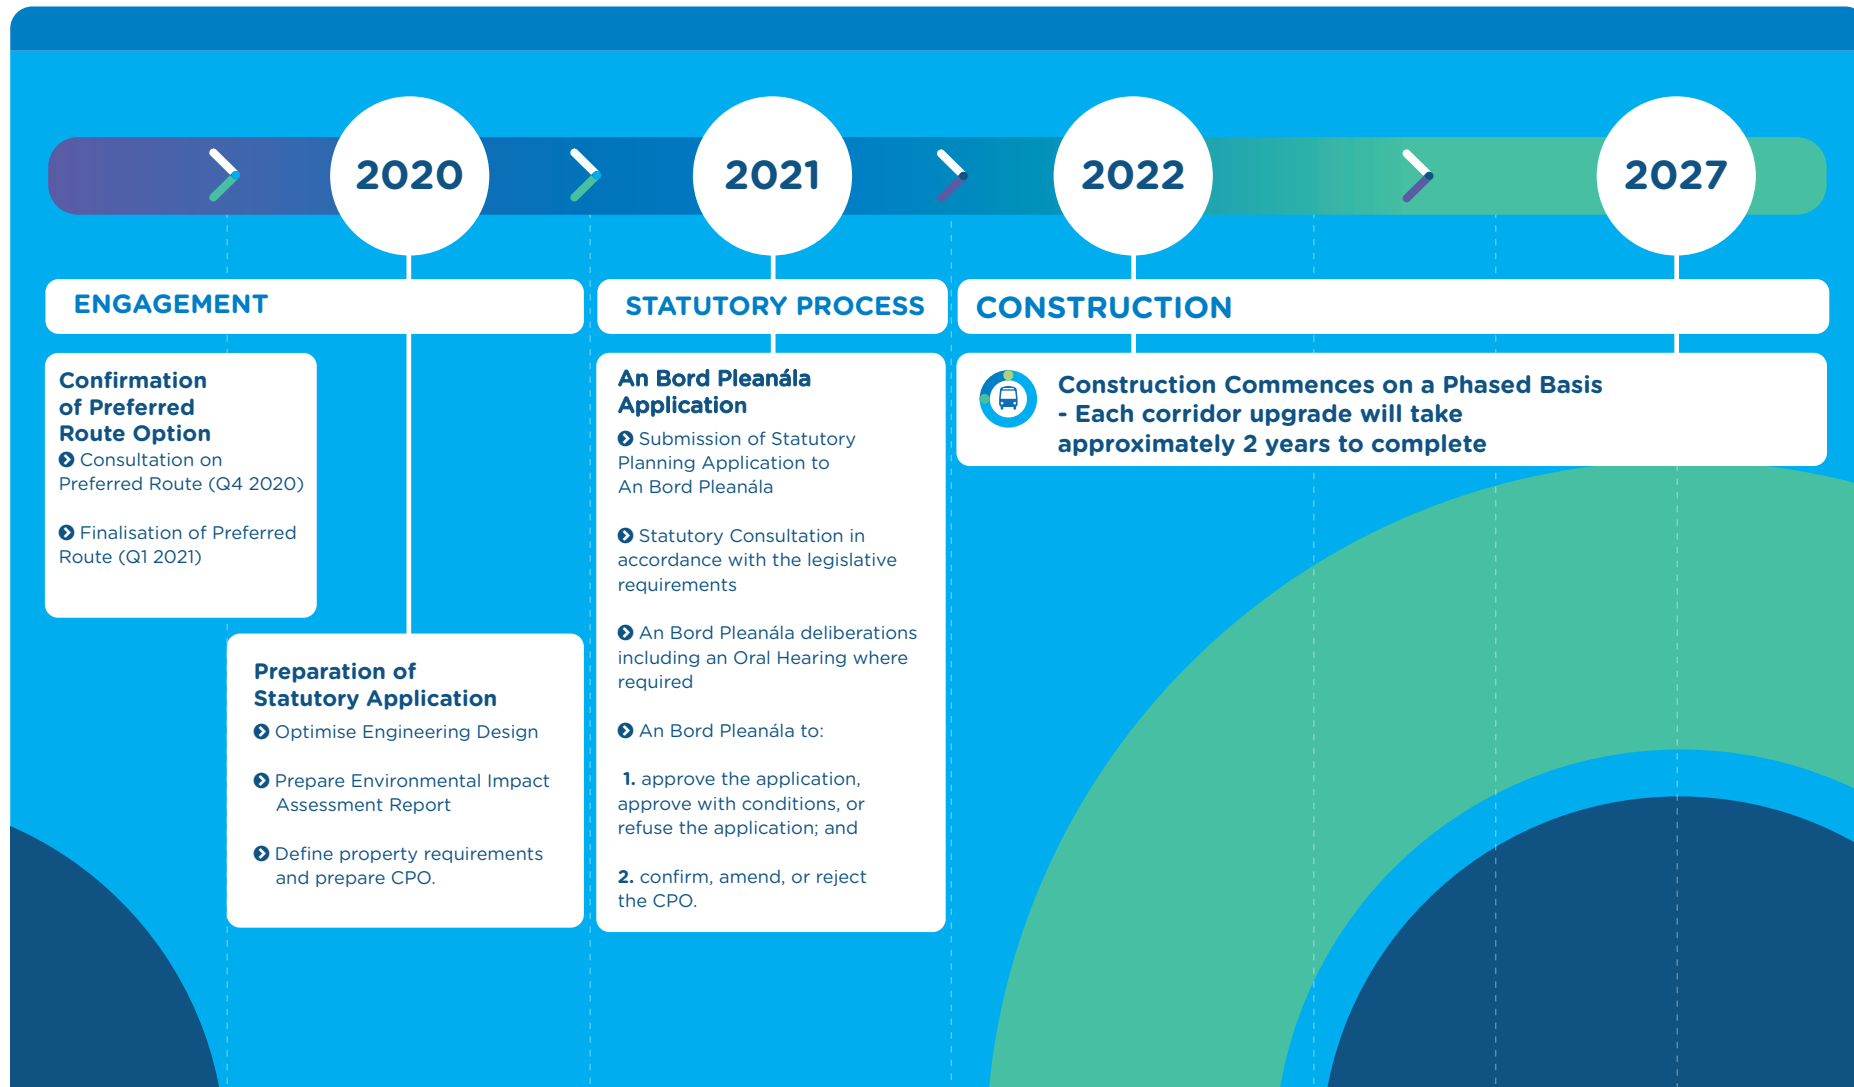 2020
2021
2022
2027
ENGAGEMENT
STATUTORY PROCESS
CONSTRUCTION
Confirmation
of Preferred
Route Option
Consultation on
Preferred Route (Q4 2020)
Finalisation of Preferred
Route (Q1 2021)
Preparation of
Statutory Application
Optimise Engineering Design
Prepare Environmental Impact
Assessment Report
Define property requirements
and prepare CPO.
An Bord Pleanála
Application
Submission of Statutory
Planning Application to
An Bord Pleanála
Statutory Consultation in
accordance with the legislative
requirements
An Bord Pleanála deliberations
including an Oral Hearing where
required
An Bord Pleanála to:
1. approve the application,
approve with conditions, or
refuse the application; and
2. confirm, amend, or reject
the CPO.
Construction Commences on a Phased Basis
- Each corridor upgrade will take
approximately 2 years to complete